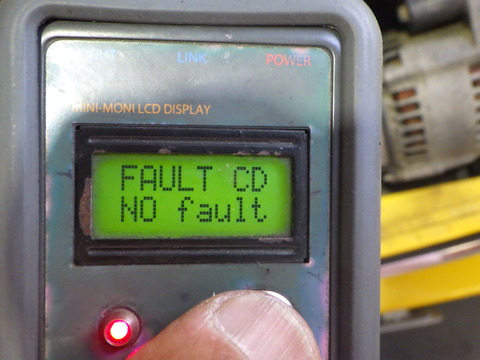 LINK
POWER
MINI-MONI LCD DISPLAY
FAULT CD
NO fault